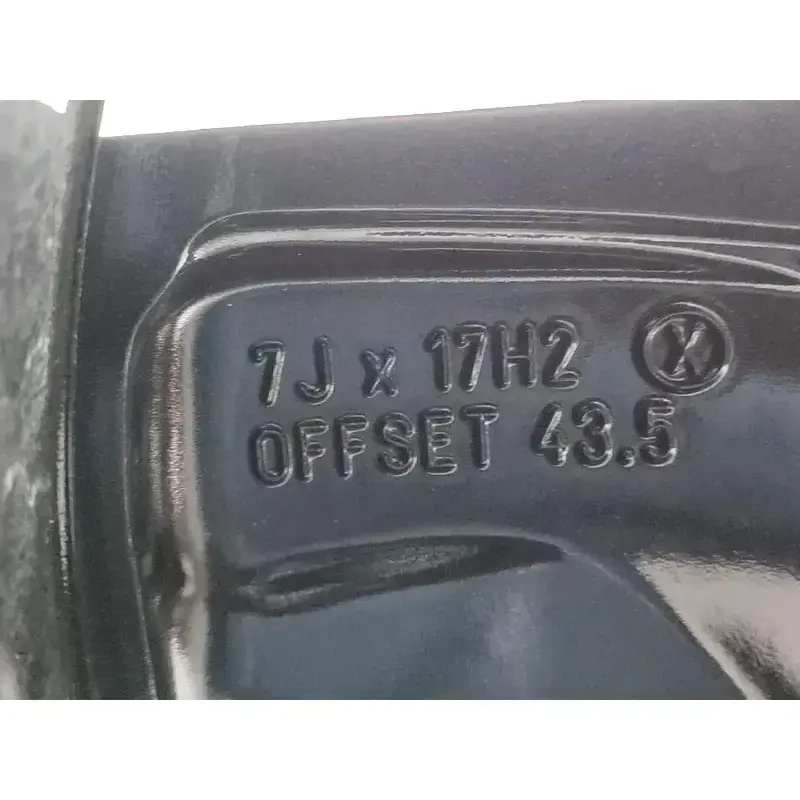 7J x 17H2 X
OFFSET 43.5